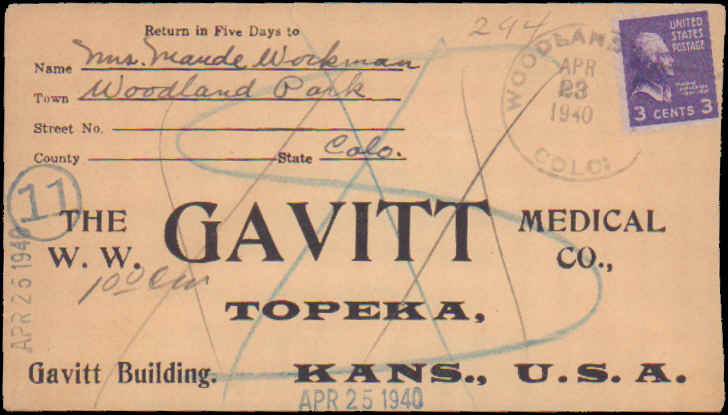 Return in Five Days to
Name Mrs. Maude Workman
Town Woodland Park
Street No.
County State Colo.
294
WOODLAND
APR
23
1940
COLO
UNITED STATES POSTAGE
3 CENTS 3
11
THE W. W. GAVITT MEDICAL CO.,
TOPEKA,
Gavitt Building. KANS., U.S.A.
100
APR 25 1940
APR 25 1940